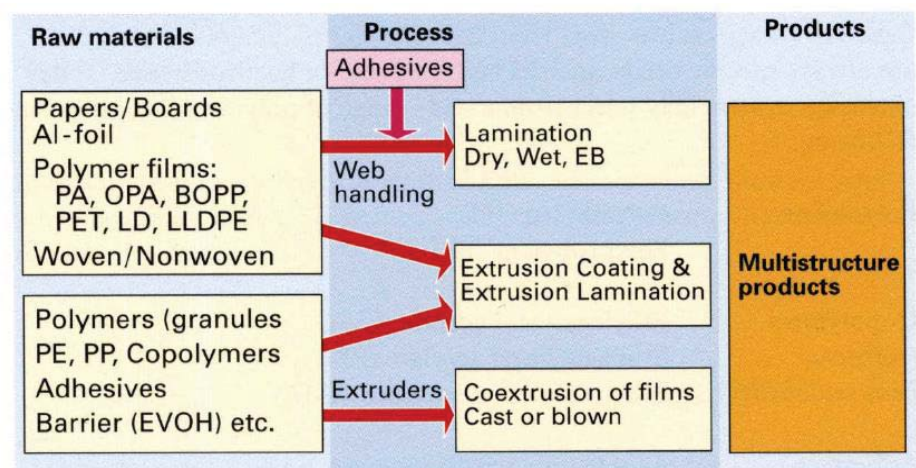 Raw materials
Process
Products
Adhesives
Papers/Boards
Al-foil
Polymer films:
PA, OPA, BOPP,
PET, LD, LLDPE
Woven/Nonwoven
Web
handling
Lamination
Dry, Wet, EB
Extrusion Coating &
Extrusion Lamination
Multistructure
products
Polymers (granules
PE, PP, Copolymers
Adhesives
Barrier (EVOH) etc.
Extruders
Coextrusion of films
Cast or blown